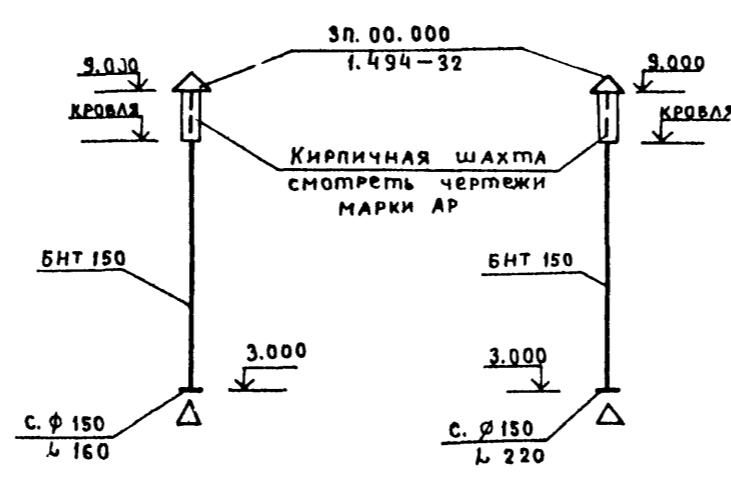 ЗП. 00. 000
1.494-32
9.000
9.000
КРОВЛЯ
КРОВЛЯ
КИРПИЧНАЯ ШАХТА
СМОТРЕТЬ ЧЕРТЕЖИ
МАРКИ АР
БНТ 150
БНТ 150
3.000
3.000
С. ϕ 150
L 160
С. Ø 150
L 220